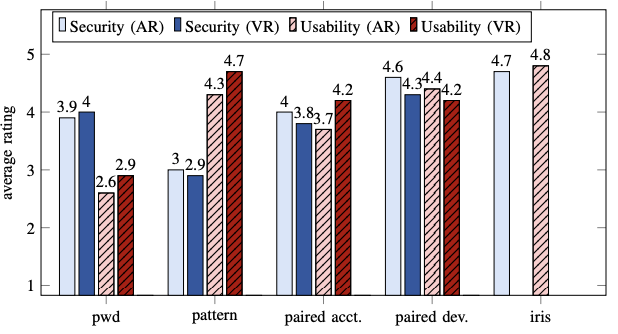 Security (AR) Security (VR) Usability (AR) Usability (VR)
average rating
5
4
3
2
1
3.9 4 2.6 2.9
3 2.9 4.3 4.7
4 3.8 3.7 4.2
4.6 4.3 4.4 4.2
4.7 4.8
pwd pattern paired acct. paired dev. iris